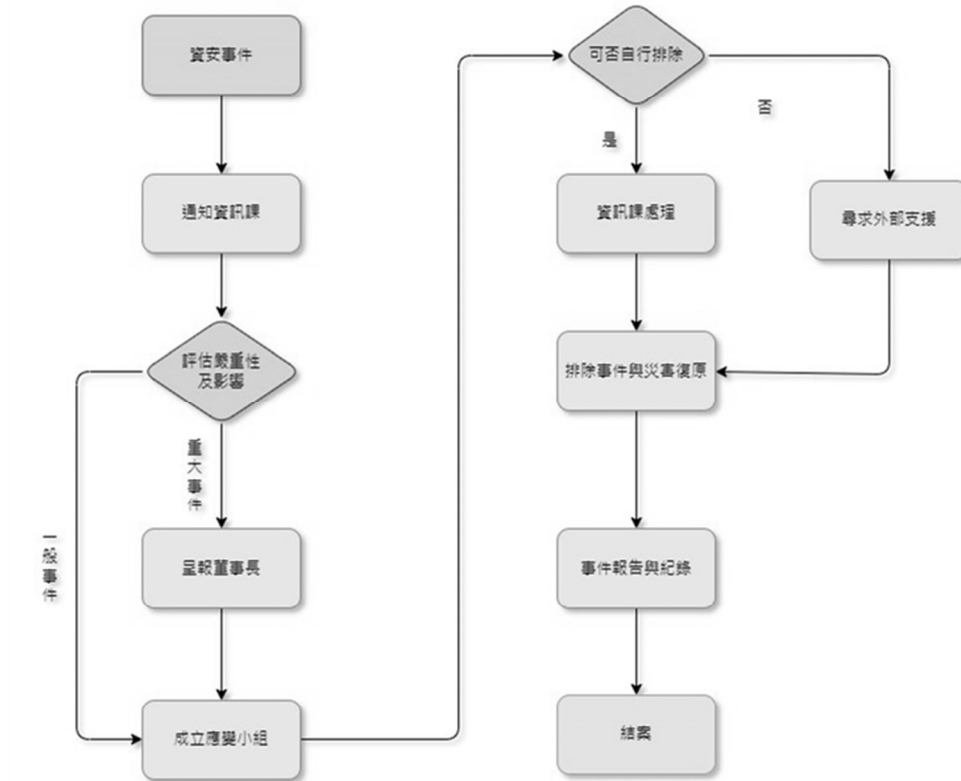 資安事件
通知資訊課
評估嚴重性
及影響
重大事件
一般事件
呈報董事長
成立應變小組
可否自行排除
是
否
資訊課處理
尋求外部支援
排除事件與災害復原
事件報告與紀錄
結案